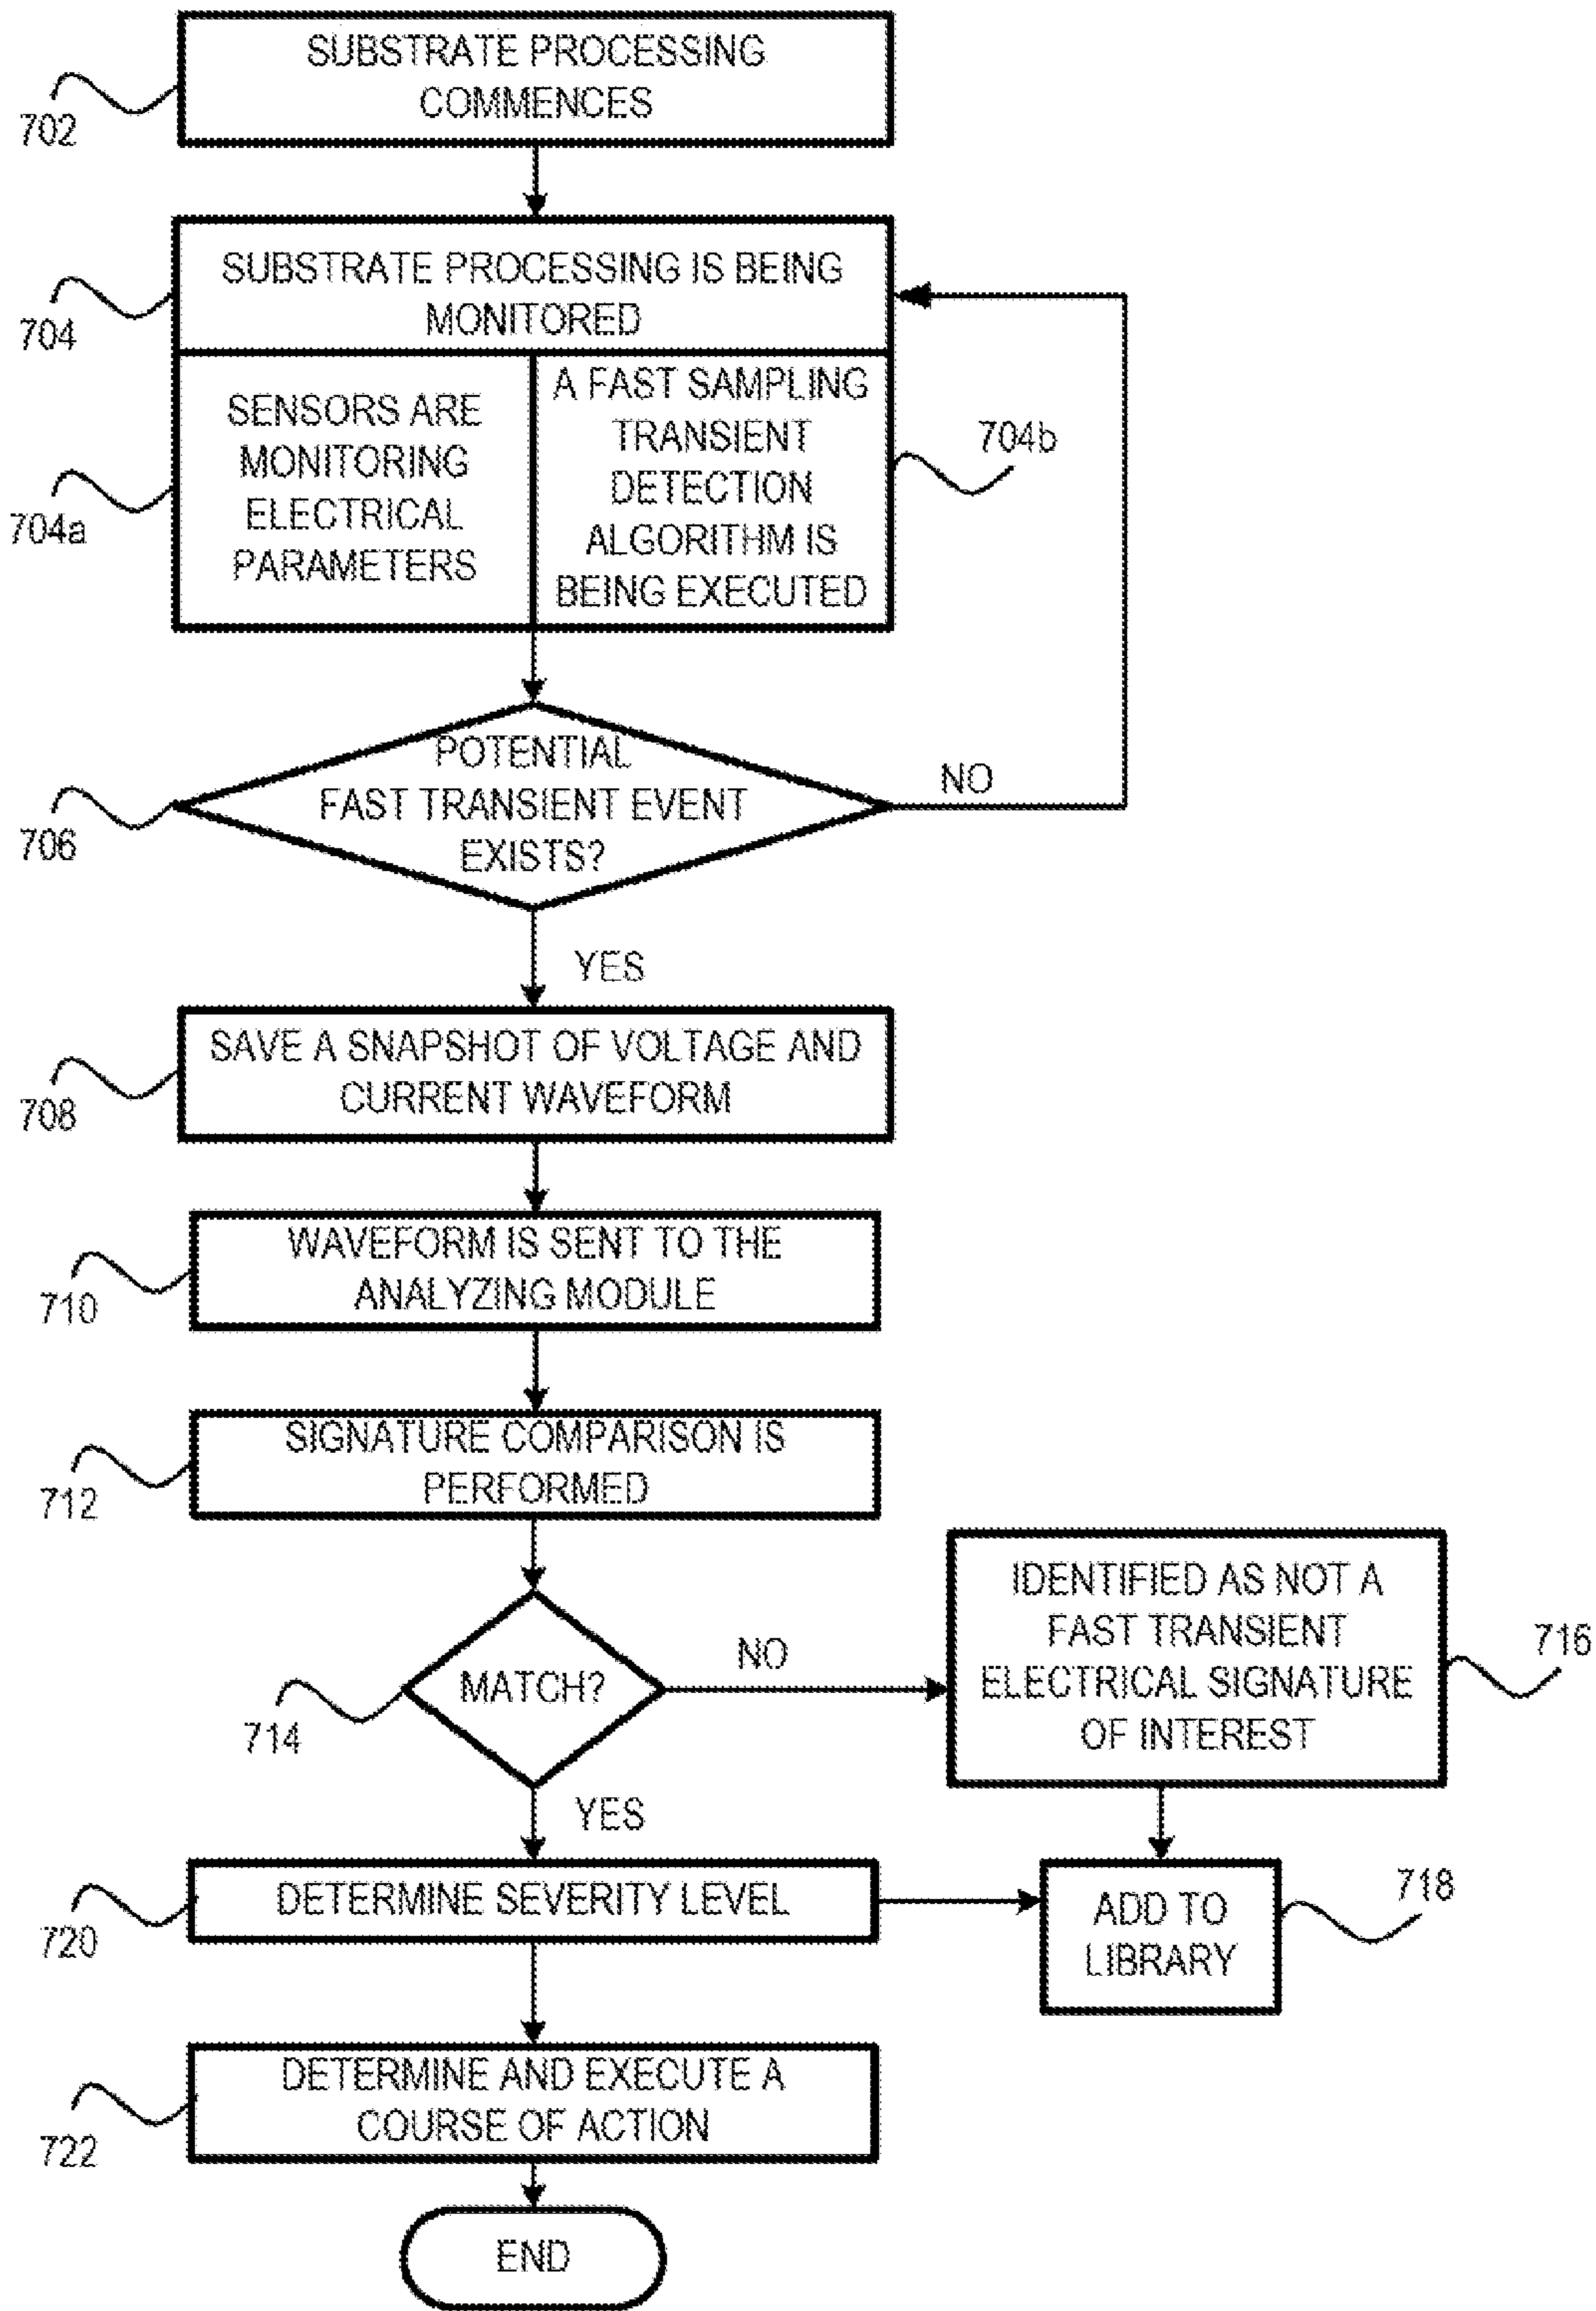 SUBSTRATE PROCESSING
COMMENCES
702
SUBSTRATE PROCESSING IS BEING
MONITORED
704
SENSORS ARE
MONITORING
ELECTRICAL
PARAMETERS
704a
A FAST SAMPLING
TRANSIENT
DETECTION
ALGORITHM IS
BEING EXECUTED
704b
POTENTIAL
FAST TRANSIENT EVENT
EXISTS?
706
NO
YES
SAVE A SNAPSHOT OF VOLTAGE AND
CURRENT WAVEFORM
708
WAVEFORM IS SENT TO THE
ANALYZING MODULE
710
SIGNATURE COMPARISON IS
PERFORMED
712
MATCH?
714
NO
IDENTIFIED AS NOT A
FAST TRANSIENT
ELECTRICAL SIGNATURE
OF INTEREST
716
YES
DETERMINE SEVERITY LEVEL
720
ADD TO
LIBRARY
718
DETERMINE AND EXECUTE A
COURSE OF ACTION
722
END